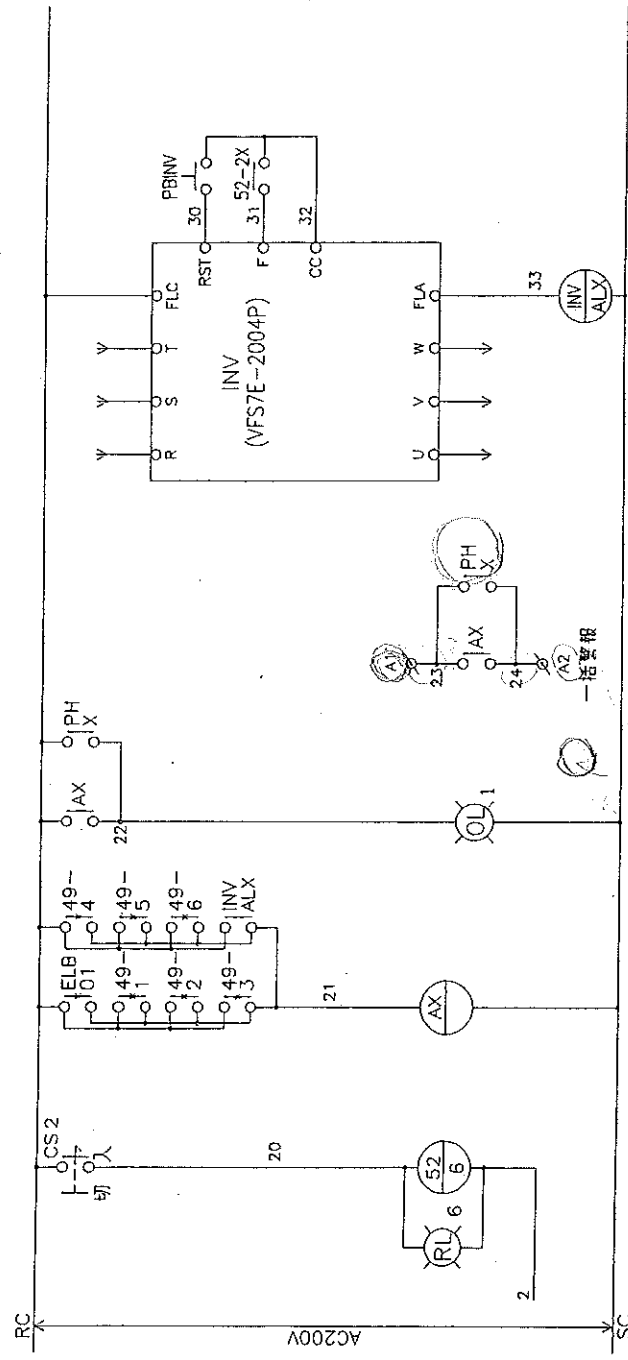 RC
AC200V
SC
CS2
切
入
20
RL
6
52
6
2
ELB
01
49-
1
49-
2
49-
3
49-
4
49-
5
49-
6
INV
ALX
21
AX
AX
PH
X
22
OL
1
A1
23
AX
PH
X
24
A2
一括警報
R
S
T
FLC
INV
(VFS7E-2004P)
RST
F
CC
U
V
W
FLA
30
31
32
PBINV
52-2X
33
INV
ALX